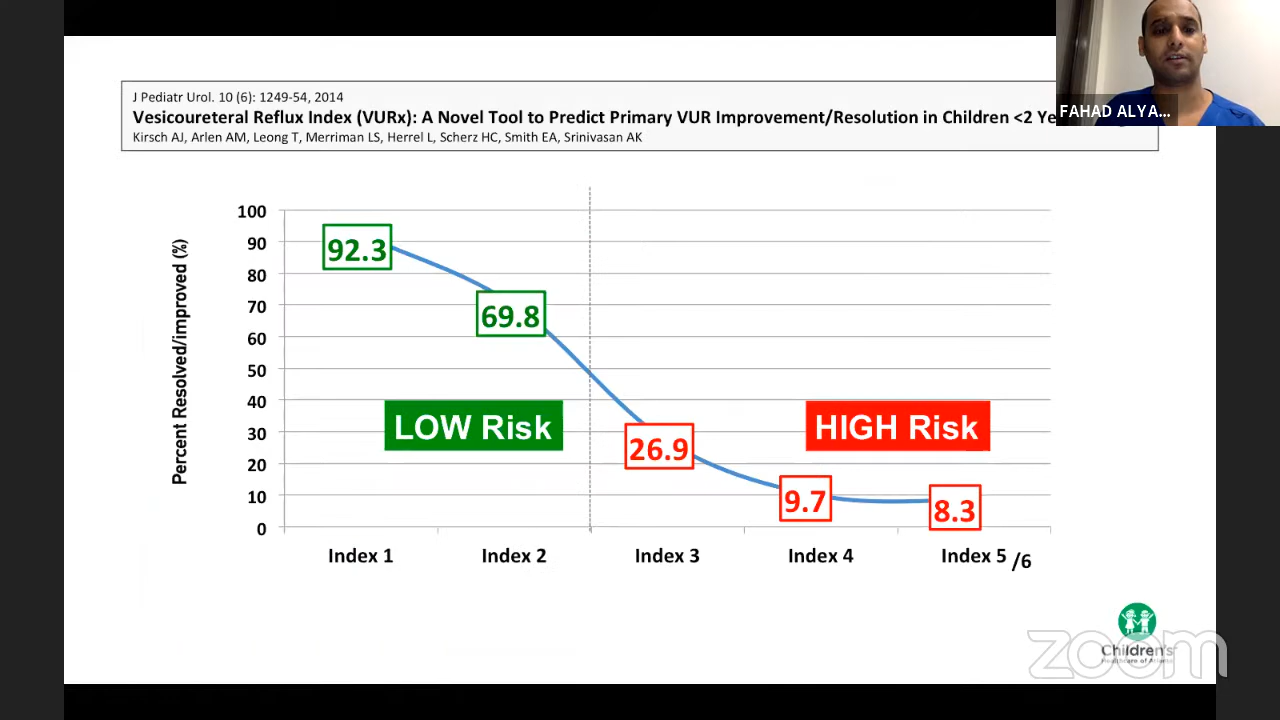 J Pediatr Urol. 10 (6): 1249-54, 2014
Vesicoureteral Reflux Index (VURx): A Novel Tool to Predict Primary VUR Improvement/Resolution in Children <2 Ye
Kirsch AJ, Arlen AM, Leong T, Merriman LS, Herrel L, Scherz HC, Smith EA, Srinivasan AK
FAHAD ALYA...
Percent Resolved/improved (%)
100
90
80
70
60
50
40
30
20
10
0
92.3
69.8
26.9
9.7
8.3
LOW Risk
HIGH Risk
Index 1 Index 2 Index 3 Index 4 Index 5 /6
Children's
Healthcare of Atlanta
zoom